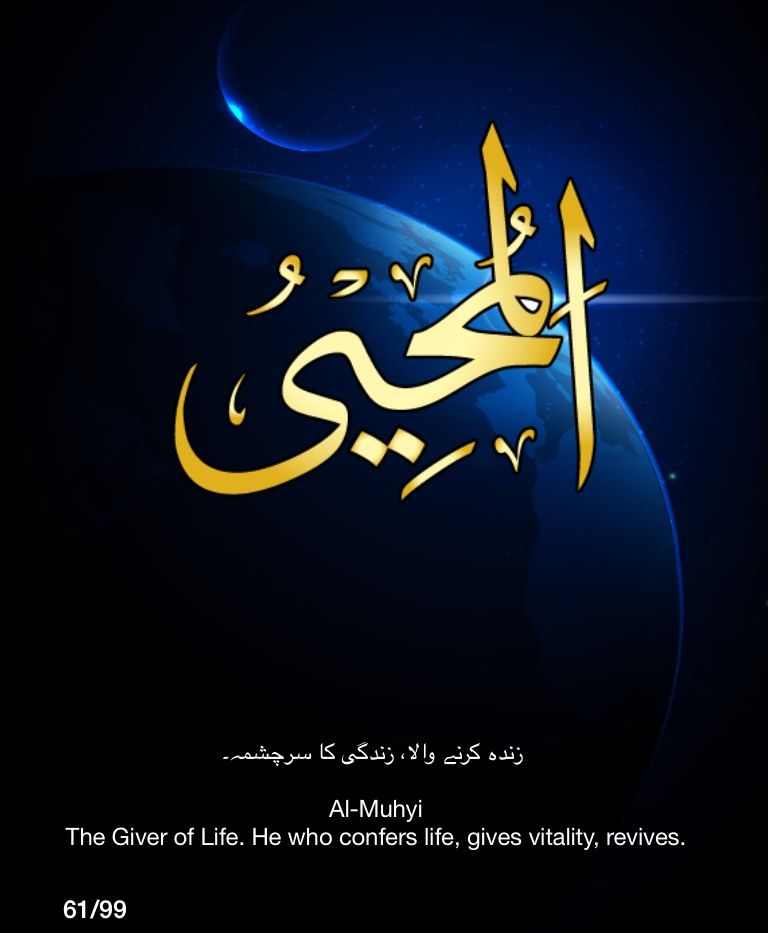 اَلْمُحْيِيُ
زندہ کرنے والا، زندگی کا سرچشمہ۔
Al-Muhyi
The Giver of Life. He who confers life, gives vitality, revives.
61/99